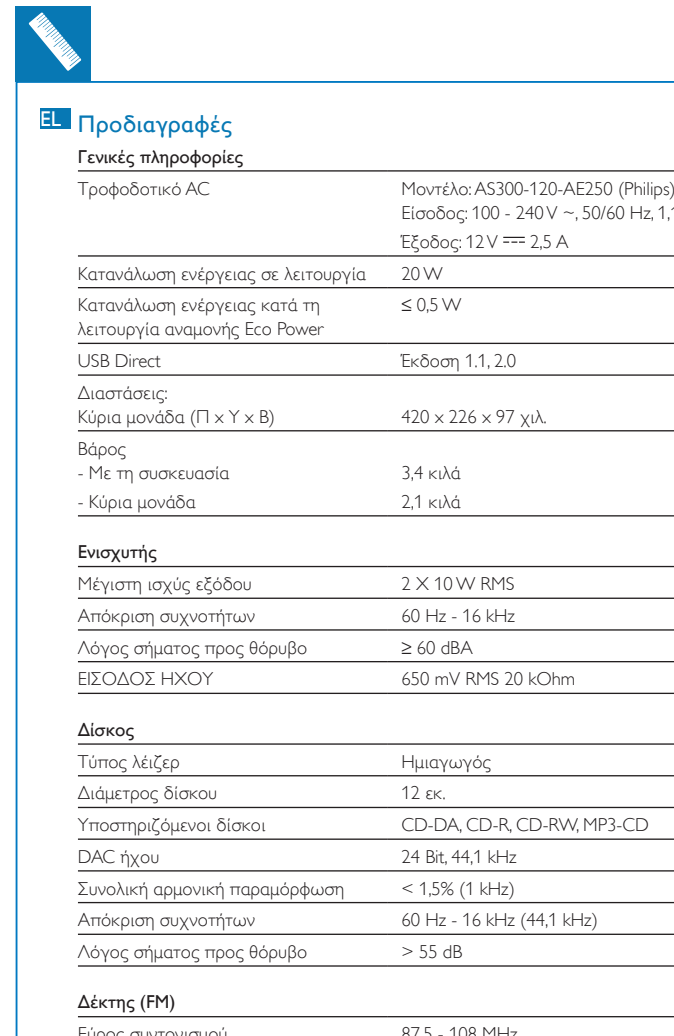 EL Προδιαγραφές
Γενικές πληροφορίες
Τροφοδοτικό AC Μοντέλο: AS300-120-AE250 (Philips)
Είσοδος: 100 - 240 V ~, 50/60 Hz,
Έξοδος: 12 V ⎓ 2,5 A
Κατανάλωση ενέργειας σε λειτουργία 20 W
Κατανάλωση ενέργειας κατά τη ≤ 0,5 W
λειτουργία αναμονής Eco Power
USB Direct Έκδοση 1.1, 2.0
Διαστάσεις:
Κύρια μονάδα (Π x Υ x Β) 420 x 226 x 97 χιλ.
Βάρος
- Με τη συσκευασία 3,4 κιλά
- Κύρια μονάδα 2,1 κιλά
Ενισχυτής
Μέγιστη ισχύς εξόδου 2 X 10 W RMS
Απόκριση συχνοτήτων 60 Hz - 16 kHz
Λόγος σήματος προς θόρυβο ≥ 60 dBA
ΕΙΣΟΔΟΣ ΗΧΟΥ 650 mV RMS 20 kOhm
Δίσκος
Τύπος λέιζερ Ημιαγωγός
Διάμετρος δίσκου 12 εκ.
Υποστηριζόμενοι δίσκοι CD-DA, CD-R, CD-RW, MP3-CD
DAC ήχου 24 Bit, 44,1 kHz
Συνολική αρμονική παραμόρφωση < 1,5% (1 kHz)
Απόκριση συχνοτήτων 60 Hz - 16 kHz (44,1 kHz)
Λόγος σήματος προς θόρυβο > 55 dB
Δέκτης (FM)
Εύρος συντονισμού 87,5 - 108 MHz